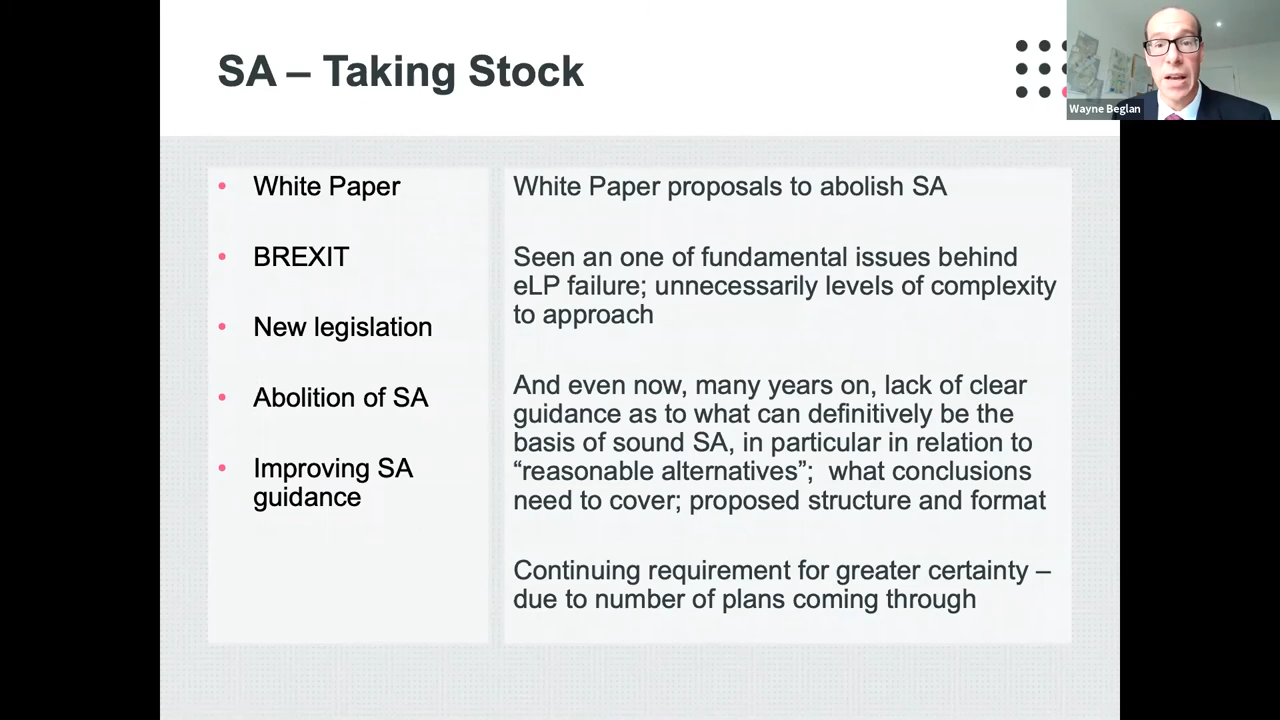 SA – Taking Stock
Wayne Beglan
• White Paper
• BREXIT
• New legislation
• Abolition of SA
• Improving SA
guidance
White Paper proposals to abolish SA
Seen an one of fundamental issues behind
eLP failure; unnecessarily levels of complexity
to approach
And even now, many years on, lack of clear
guidance as to what can definitively be the
basis of sound SA, in particular in relation to
“reasonable alternatives”;  what conclusions
need to cover; proposed structure and format
Continuing requirement for greater certainty –
due to number of plans coming through